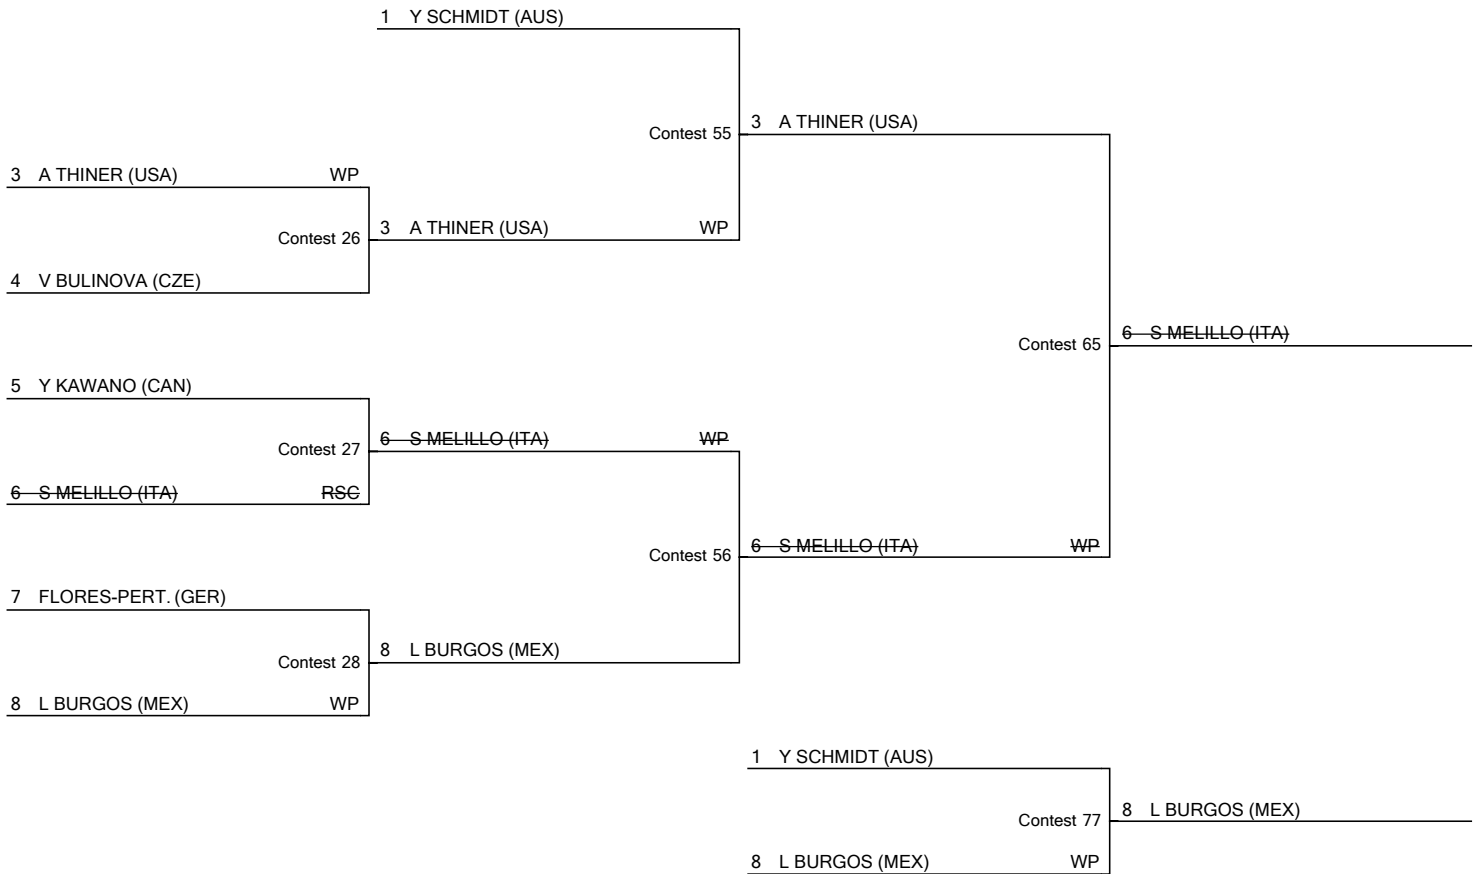 1 Y SCHMIDT (AUS)
Contest 55
3 A THINER (USA)
3 A THINER (USA) WP
Contest 26
3 A THINER (USA) WP
4 V BULINOVA (CZE)
Contest 65
6 S MELILLO (ITA)
5 Y KAWANO (CAN)
Contest 27
6 S MELILLO (ITA) WP
6 S MELILLO (ITA) RSC
Contest 56
6 S MELILLO (ITA) WP
7 FLORES-PERT. (GER)
Contest 28
8 L BURGOS (MEX)
8 L BURGOS (MEX) WP
1 Y SCHMIDT (AUS)
Contest 77
8 L BURGOS (MEX)
8 L BURGOS (MEX) WP